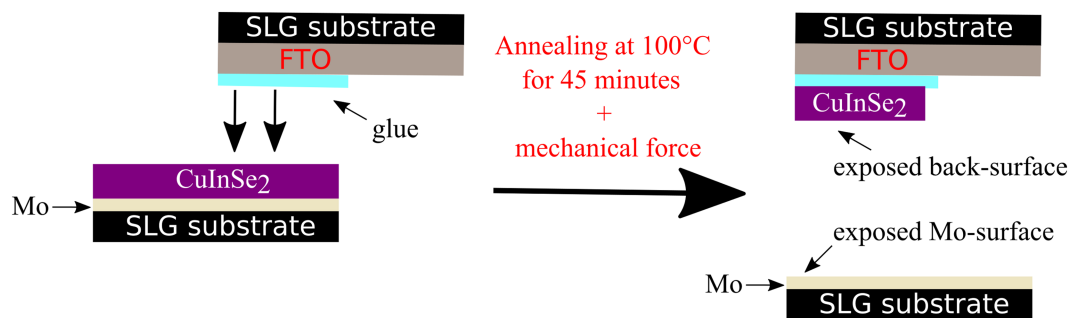 SLG substrate
FTO
glue
CuInSe2
Mo
SLG substrate
Annealing at 100°C
for 45 minutes
+
mechanical force
SLG substrate
FTO
CuInSe2
exposed back-surface
exposed Mo-surface
Mo
SLG substrate